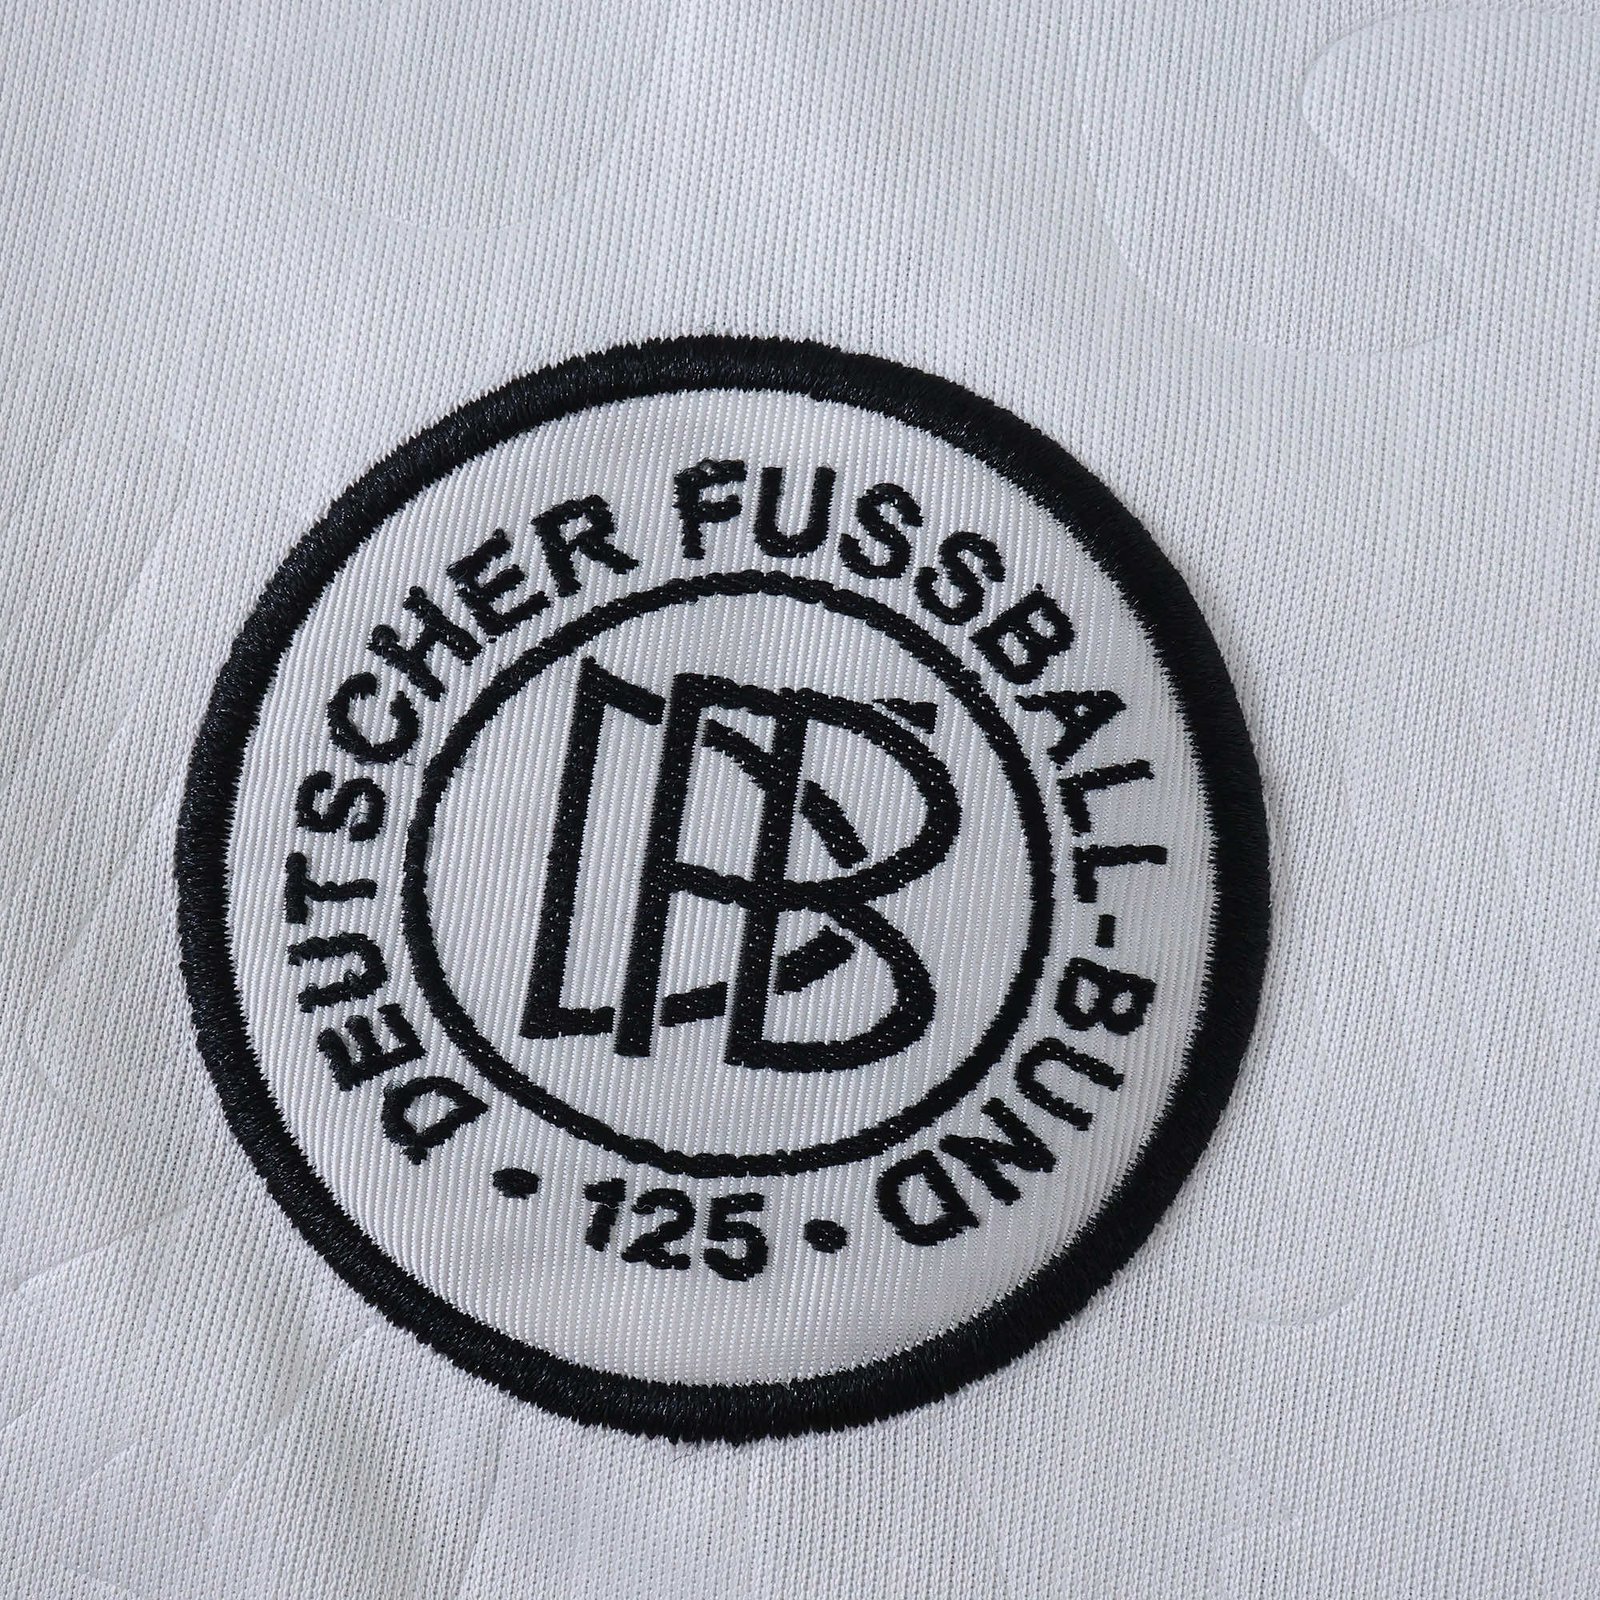 DEUTSCHER FUSSBALL-BUND
DFB
• 125 •